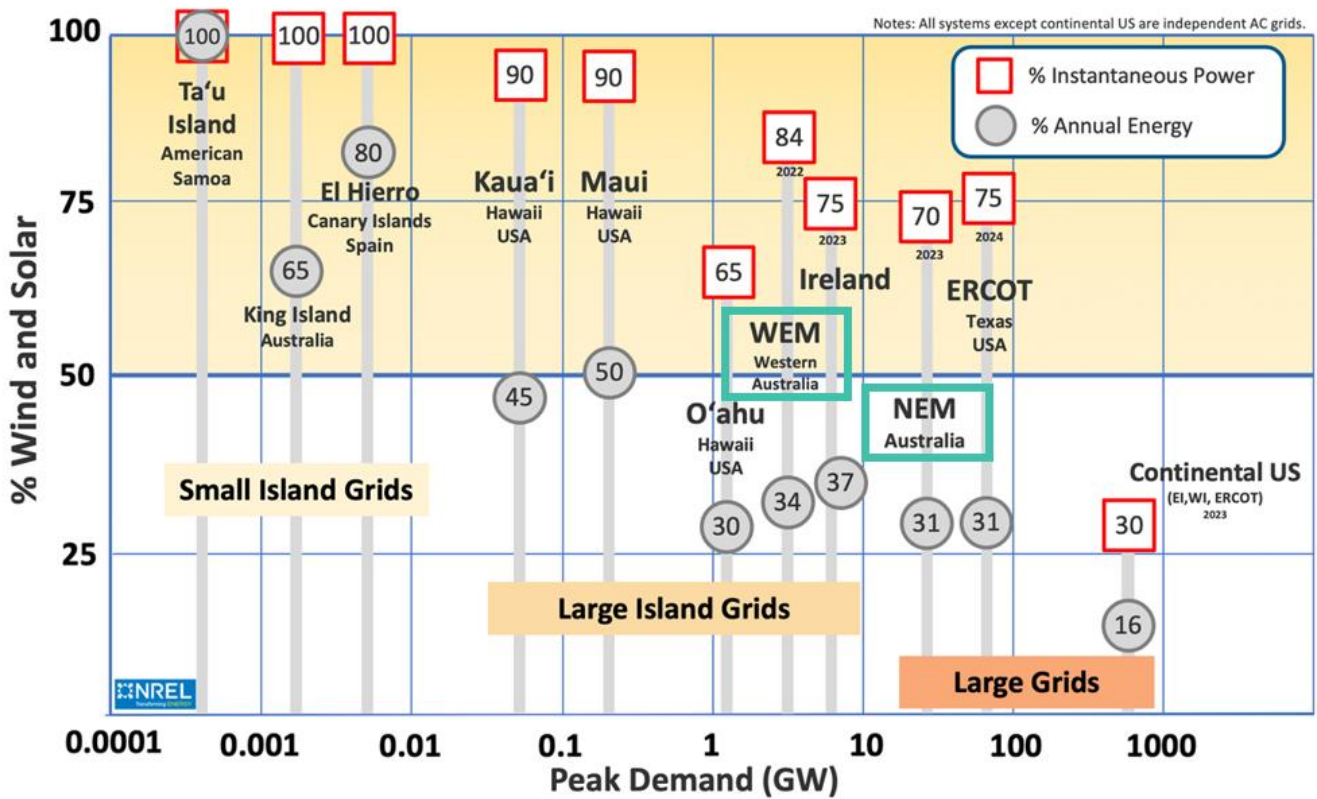 Notes: All systems except continental US are independent AC grids.
% Instantaneous Power
% Annual Energy
% Wind and Solar
100
75
50
25
100
Ta‘u
Island
American
Samoa
100
65
King Island
Australia
100
80
El Hierro
Canary Islands
Spain
90
Kaua‘i
Hawaii
USA
45
90
Maui
Hawaii
USA
50
65
O‘ahu
Hawaii
USA
30
84
2022
WEM
Western
Australia
34
75
2023
Ireland
37
70
2023
NEM
Australia
31
75
2024
ERCOT
Texas
USA
31
Continental US
(EI,WI, ERCOT)
2023
30
16
Small Island Grids
Large Island Grids
Large Grids
NREL
Transforming ENERGY
0.0001
0.001
0.01
0.1
1
10
100
1000
Peak Demand (GW)